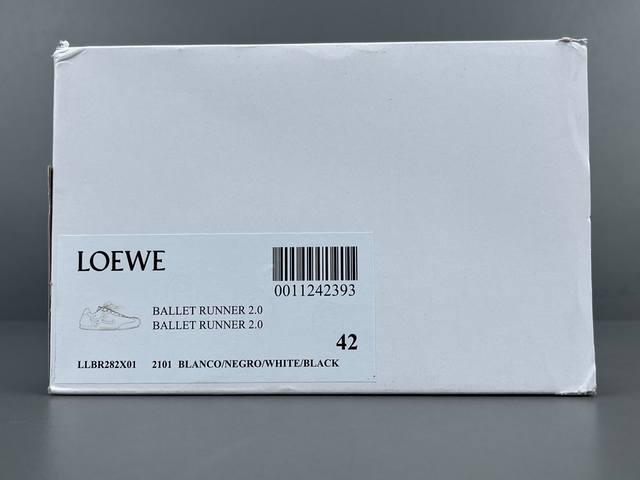 LOEWE
0011242393
BALLET RUNNER 2.0
BALLET RUNNER 2.0
42
LLBR282X01 2101 BLANCO/NEGRO/WHITE/BLACK